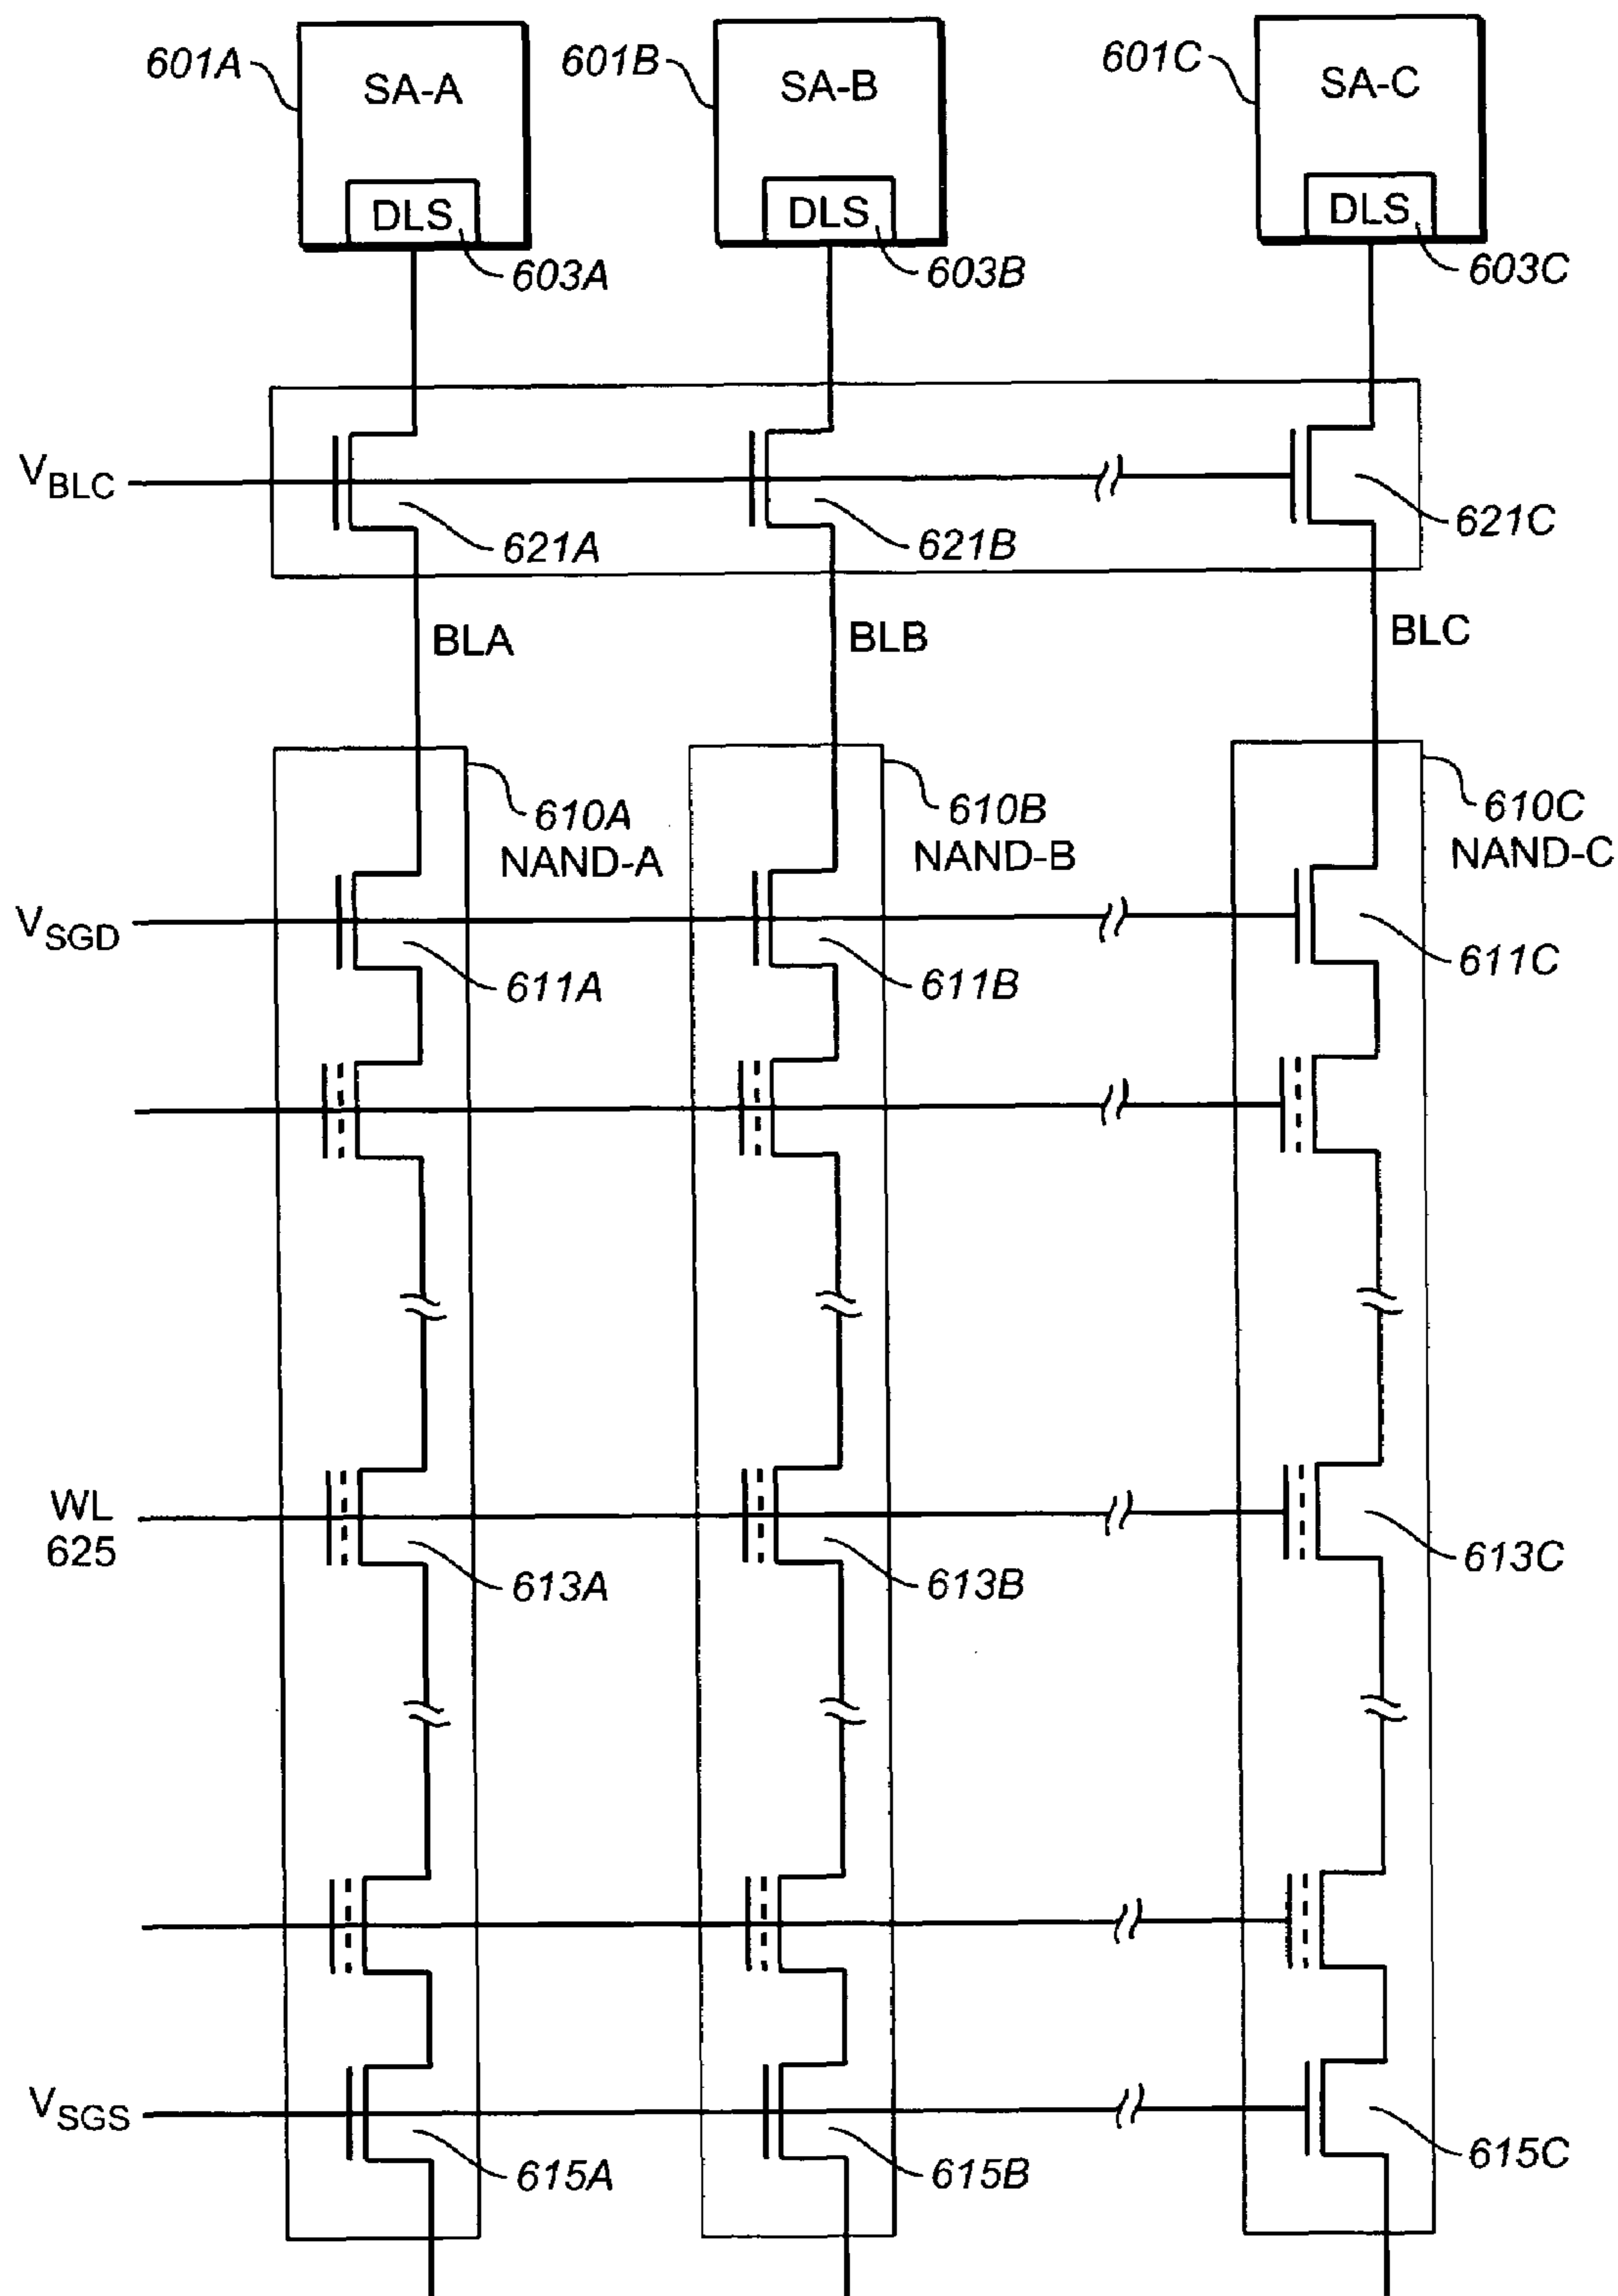 601A
SA-A
601B
SA-B
601C
SA-C
DLS
603A
DLS
603B
DLS
603C
VBLC
621A
621B
621C
BLA
BLB
BLC
610A
NAND-A
610B
NAND-B
610C
NAND-C
VSGD
611A
611B
611C
WL
625
613A
613B
613C
VSGS
615A
615B
615C